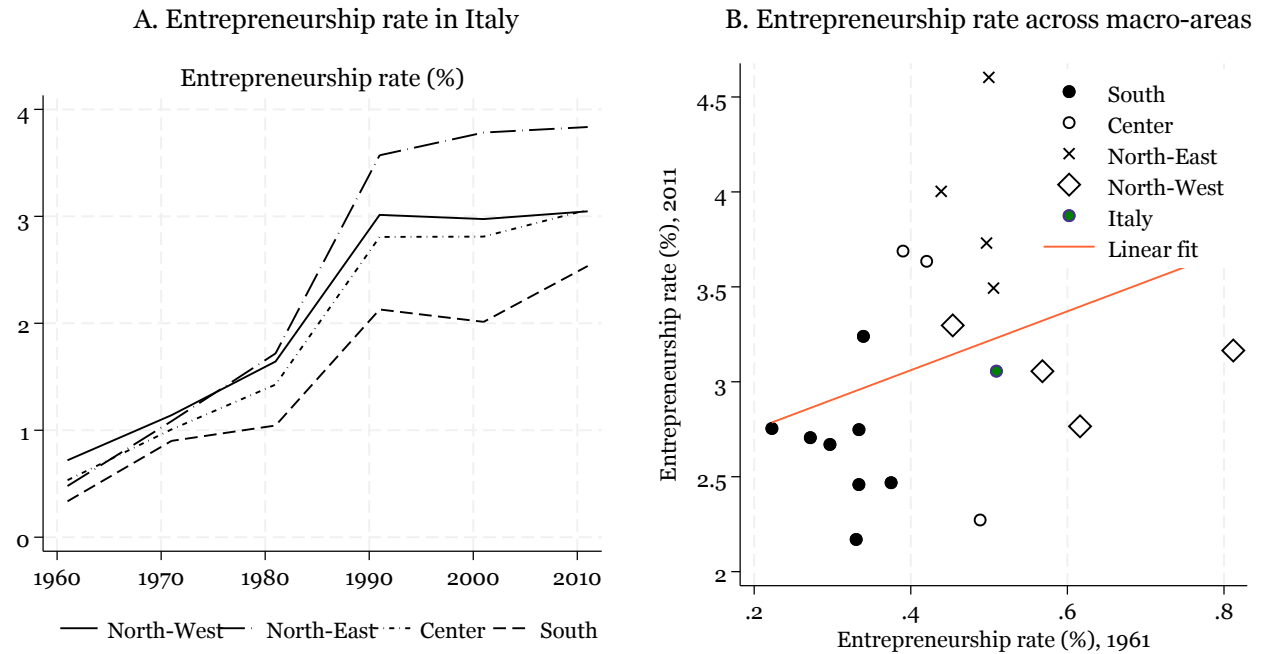 A. Entrepreneurship rate in Italy
Entrepreneurship rate (%)
4
3
2
1
0
1960 1970 1980 1990 2000 2010
North-West North-East Center South
B. Entrepreneurship rate across macro-areas
Entrepreneurship rate (%), 2011
4.5
4
3.5
3
2.5
2
South
Center
North-East
North-West
Italy
Linear fit
.2 .4 .6 .8
Entrepreneurship rate (%), 1961